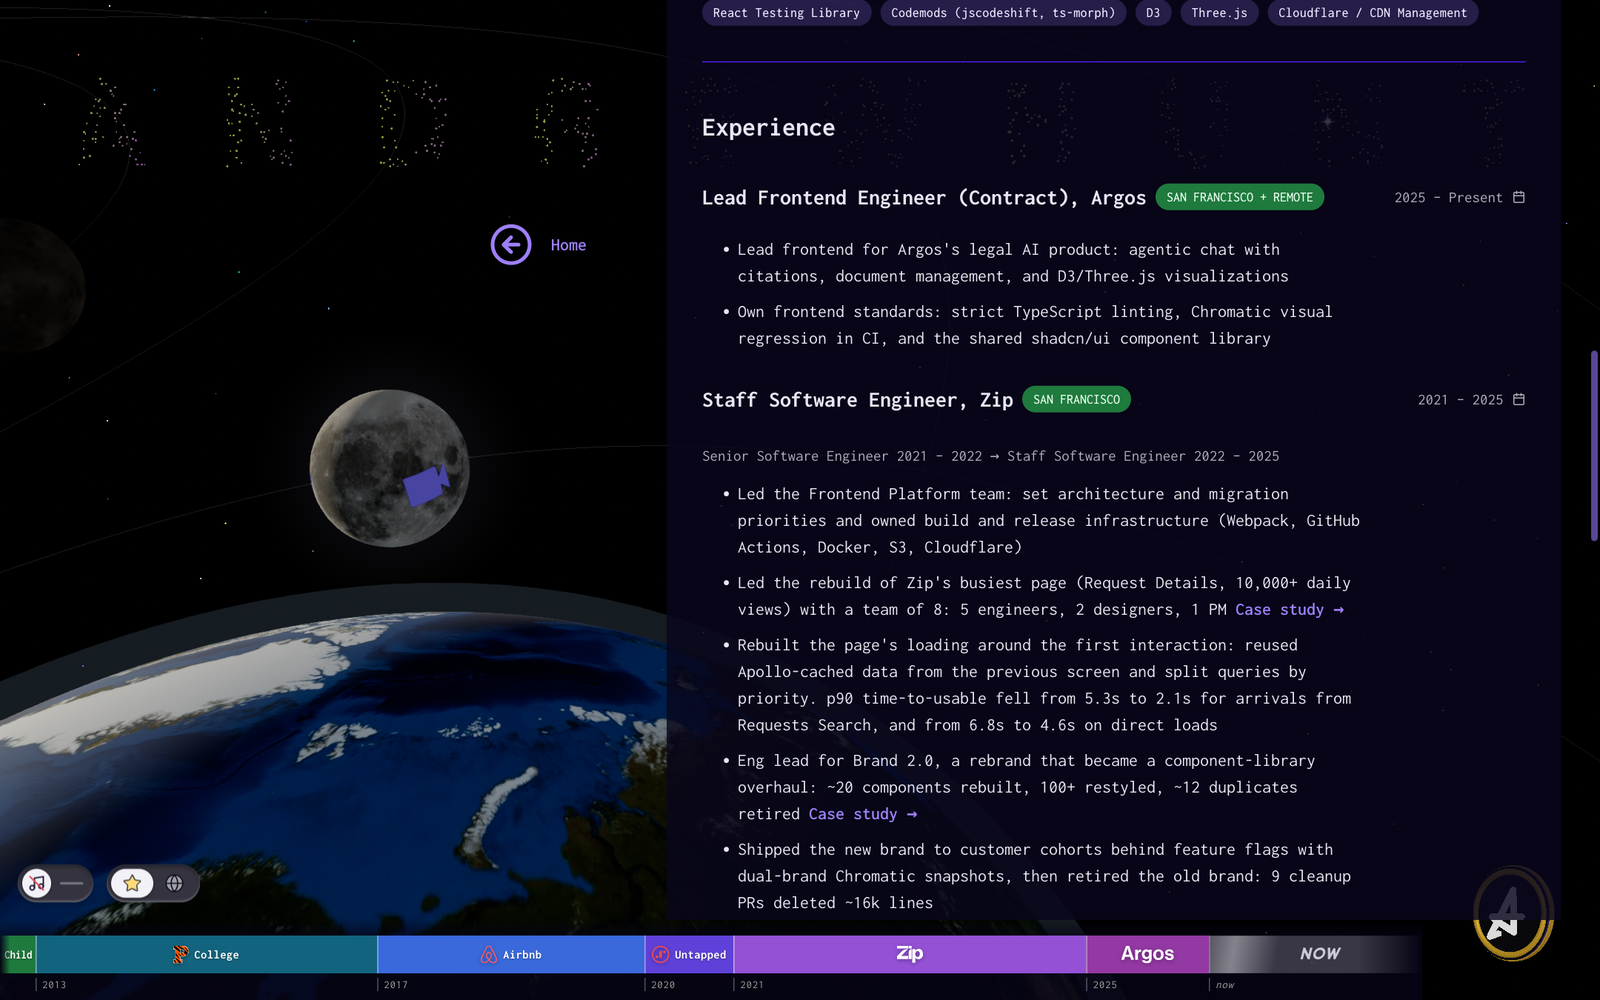 React Testing Library
Codemods (jscodeshift, ts-morph)
D3
Three.js
Cloudflare / CDN Management
Experience
Lead Frontend Engineer (Contract), Argos
SAN FRANCISCO + REMOTE
2025 – Present
• Lead frontend for Argos's legal AI product: agentic chat with
citations, document management, and D3/Three.js visualizations
• Own frontend standards: strict TypeScript linting, Chromatic visual
regression in CI, and the shared shadcn/ui component library
Home
Staff Software Engineer, Zip
SAN FRANCISCO
2021 – 2025
Senior Software Engineer 2021 – 2022 → Staff Software Engineer 2022 – 2025
• Led the Frontend Platform team: set architecture and migration
priorities and owned build and release infrastructure (Webpack, GitHub
Actions, Docker, S3, Cloudflare)
• Led the rebuild of Zip's busiest page (Request Details, 10,000+ daily
views) with a team of 8: 5 engineers, 2 designers, 1 PM Case study →
• Rebuilt the page's loading around the first interaction: reused
Apollo-cached data from the previous screen and split queries by
priority. p90 time-to-usable fell from 5.3s to 2.1s for arrivals from
Requests Search, and from 6.8s to 4.6s on direct loads
• Eng lead for Brand 2.0, a rebrand that became a component-library
overhaul: ~20 components rebuilt, 100+ restyled, ~12 duplicates
retired Case study →
• Shipped the new brand to customer cohorts behind feature flags with
dual-brand Chromatic snapshots, then retired the old brand: 9 cleanup
PRs deleted ~16k lines
Child
College
Airbnb
Untapped
Zip
Argos
NOW
2013
2017
2020
2021
2025
now